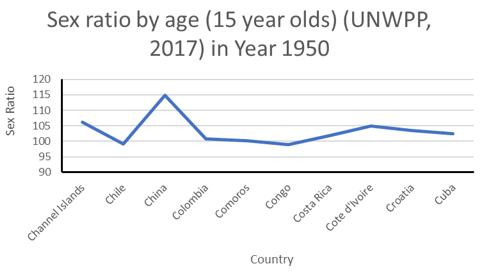 Sex ratio by age (15 year olds) (UNWPP,
2017) in Year 1950
Sex Ratio
120
115
110
105
100
95
90
Channel Islands
Chile
China
Colombia
Comoros
Congo
Costa Rica
Cote d'Ivoire
Croatia
Cuba
Country